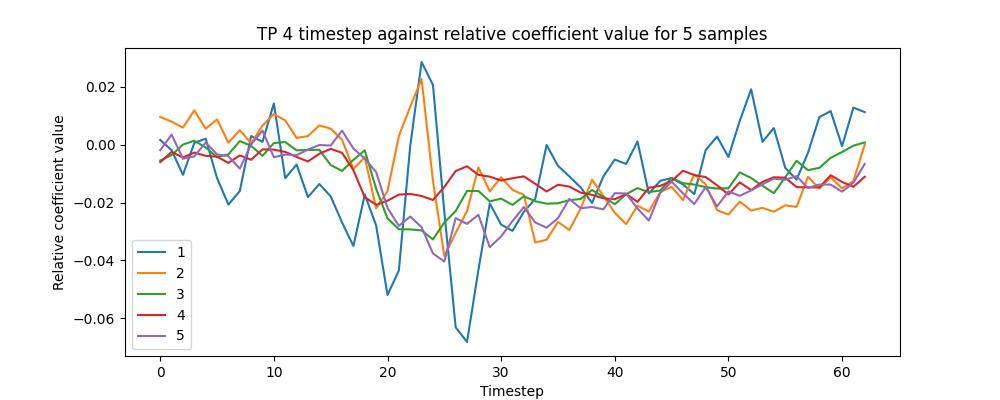 TP 4 timestep against relative coefficient value for 5 samples
Relative coefficient value
0.02
0.00
−0.02
−0.04
−0.06
1
2
3
4
5
0 10 20 30 40 50 60
Timestep